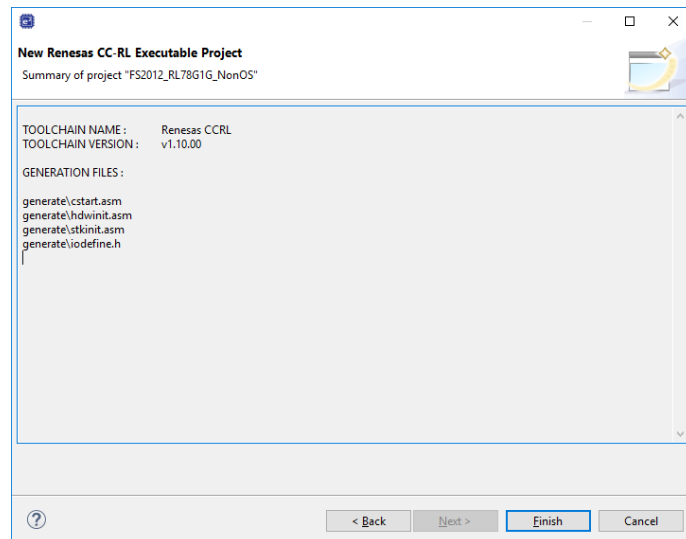 New Renesas CC-RL Executable Project
Summary of project "FS2012_RL78G1G_NonOS"
TOOLCHAIN NAME : Renesas CCRL
TOOLCHAIN VERSION : v1.10.00
GENERATION FILES :
generate\cstart.asm
generate\hdwinit.asm
generate\stkinit.asm
generate\iodefine.h
? < Back Next > Finish Cancel